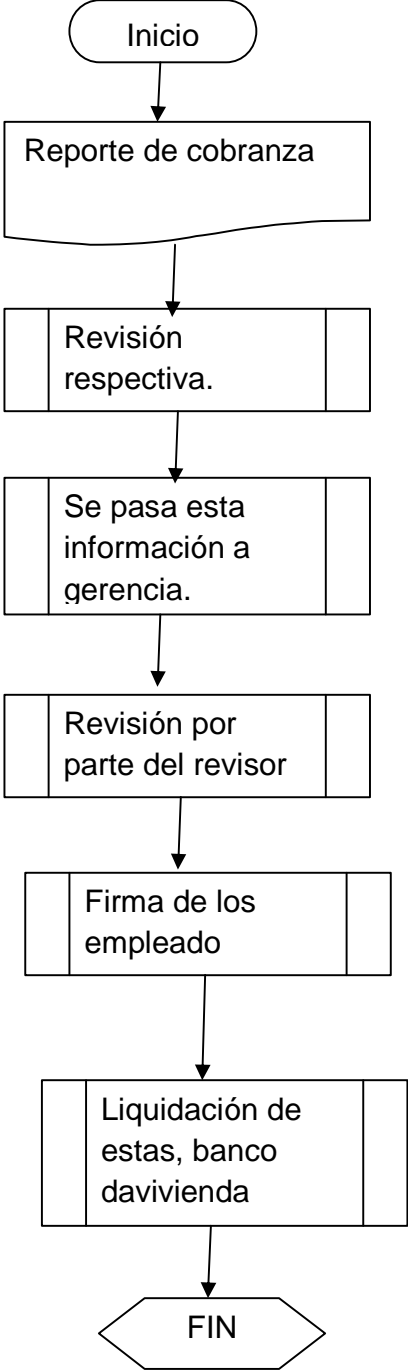 Inicio
Reporte de cobranza
Revisión
respectiva.
Se pasa esta
información a
gerencia.
Revisión por
parte del revisor
Firma de los
empleado
Liquidación de
estas, banco
davivienda
FIN